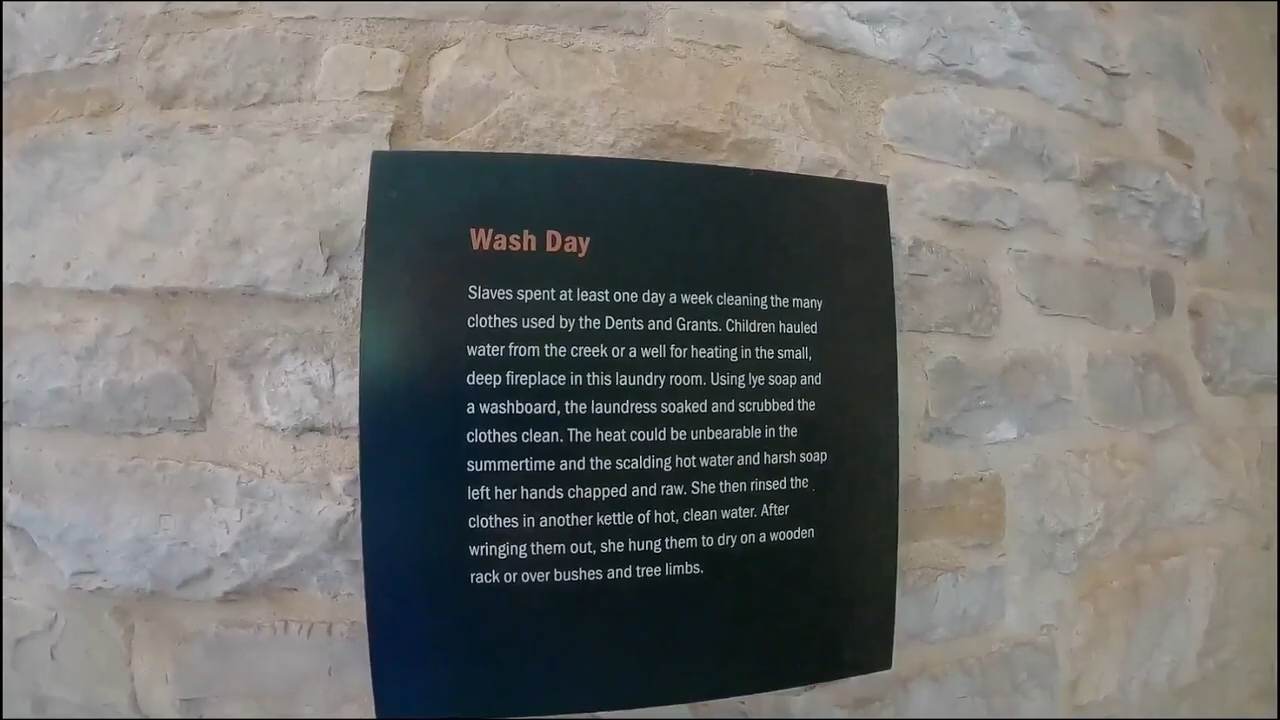 Wash Day
Slaves spent at least one day a week cleaning the many
clothes used by the Dents and Grants. Children hauled
water from the creek or a well for heating in the small,
deep fireplace in this laundry room. Using lye soap and
a washboard, the laundress soaked and scrubbed the
clothes clean. The heat could be unbearable in the
summertime and the scalding hot water and harsh soap
left her hands chapped and raw. She then rinsed the
clothes in another kettle of hot, clean water. After
wringing them out, she hung them to dry on a wooden
rack or over bushes and tree limbs.